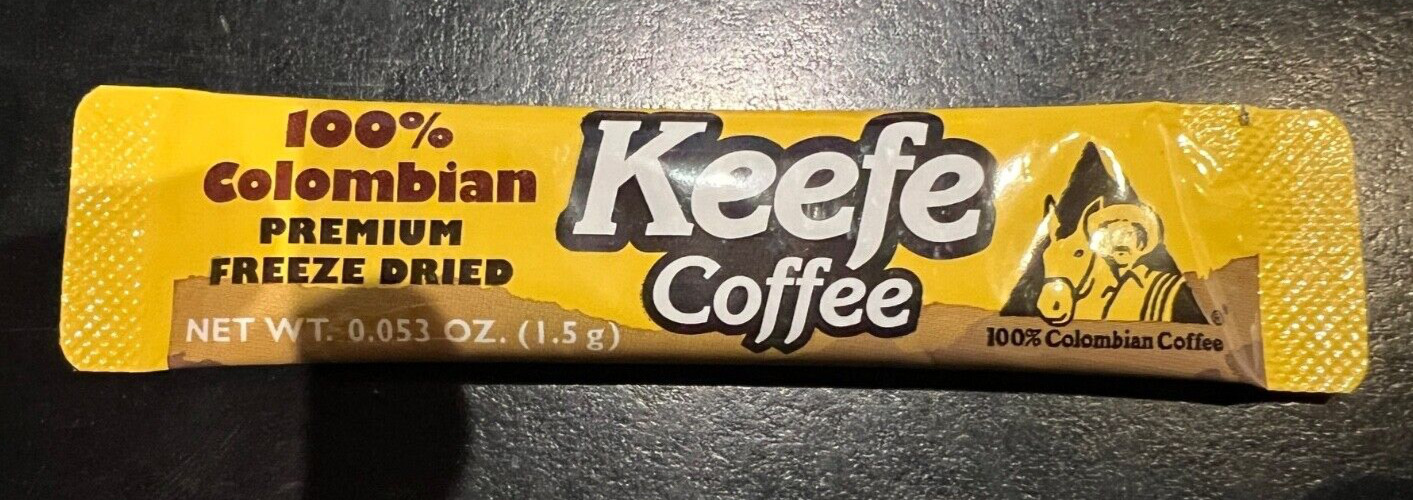 100%
Colombian
PREMIUM
FREEZE DRIED
NET WT. 0.053 OZ. (1.5 g)
Keefe
Coffee
100% Colombian Coffee
®